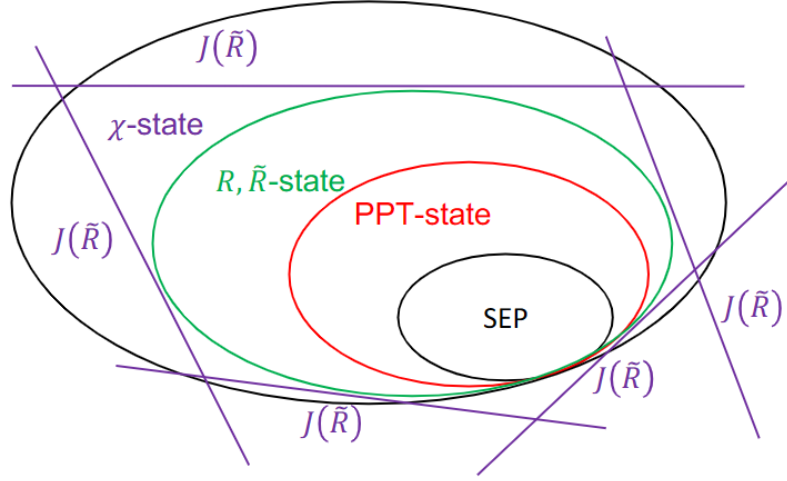 J(R̃)
χ-state
R, R̃-state
PPT-state
J(R̃)
SEP
J(R̃)
J(R̃)
J(R̃)